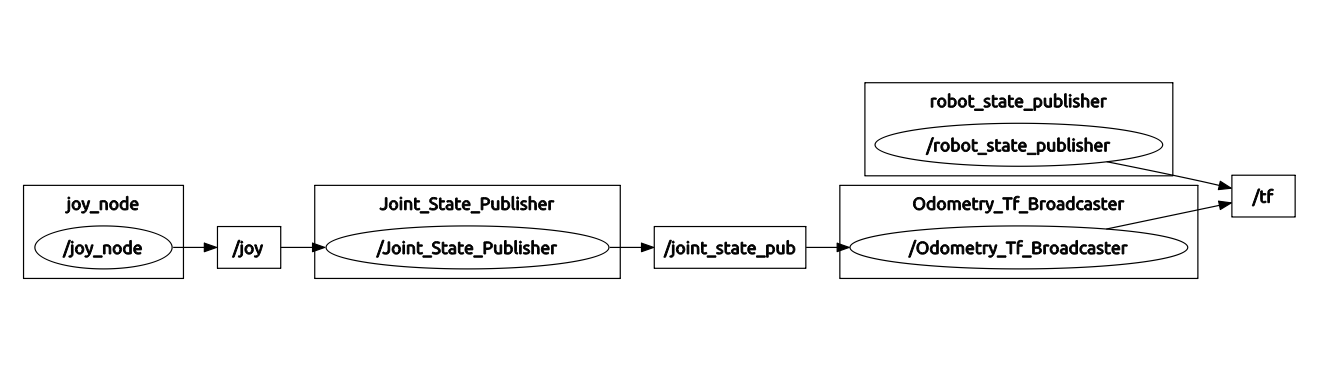 robot_state_publisher
/robot_state_publisher
joy_node
/joy_node
/joy
Joint_State_Publisher
/Joint_State_Publisher
/joint_state_pub
Odometry_Tf_Broadcaster
/Odometry_Tf_Broadcaster
/tf